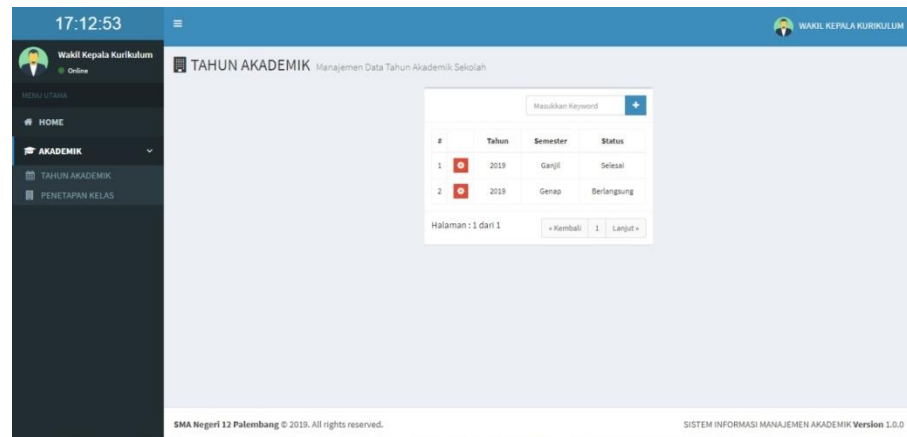 17:12:53
WAKIL KEPALA KURIKULUM
Wakil Kepala Kurikulum
Online
MENU UTAMA
HOME
AKADEMIK
TAHUN AKADEMIK
PENETAPAN KELAS
TAHUN AKADEMIK Manajemen Data Tahun Akademik Sekolah
Masukkan Keyword
# Tahun Semester Status
1 2019 Ganjil Selesai
2 2019 Genap Berlangsung
Halaman : 1 dari 1
« Kembali 1 Lanjut »
SMA Negeri 12 Palembang © 2019. All rights reserved.
SISTEM INFORMASI MANAJEMEN AKADEMIK Version 1.0.0